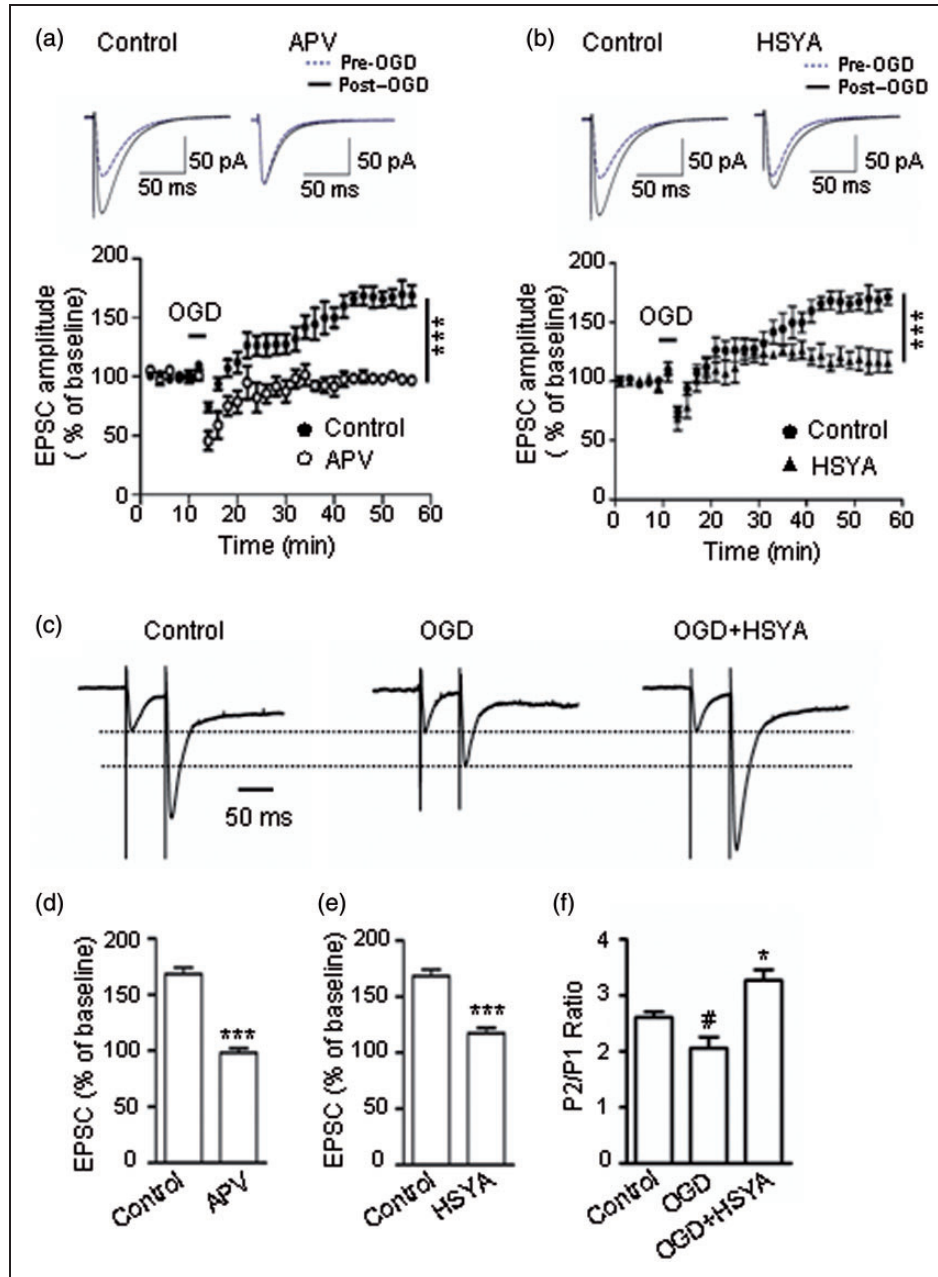 (a)
Control APV
Pre-OGD
Post–OGD
50 pA
50 ms
50 pA
50 ms
EPSC amplitude
( % of baseline)
200
150
100
50
0
OGD
***
Control
APV
0 10 20 30 40 50 60
Time (min)
(b)
Control HSYA
Pre-OGD
Post–OGD
50 pA
50 ms
50 pA
50 ms
EPSC amplitude
( % of baseline)
200
150
100
50
0
OGD
***
Control
HSYA
0 10 20 30 40 50 60
Time (min)
(c)
Control OGD OGD+HSYA
50 ms
(d)
EPSC (% of baseline)
200
150
100
50
0
***
Control APV
(e)
EPSC (% of baseline)
200
150
100
50
0
***
Control HSYA
(f)
P2/P1 Ratio
4
3
2
1
0
#
*
Control OGD OGD+HSYA